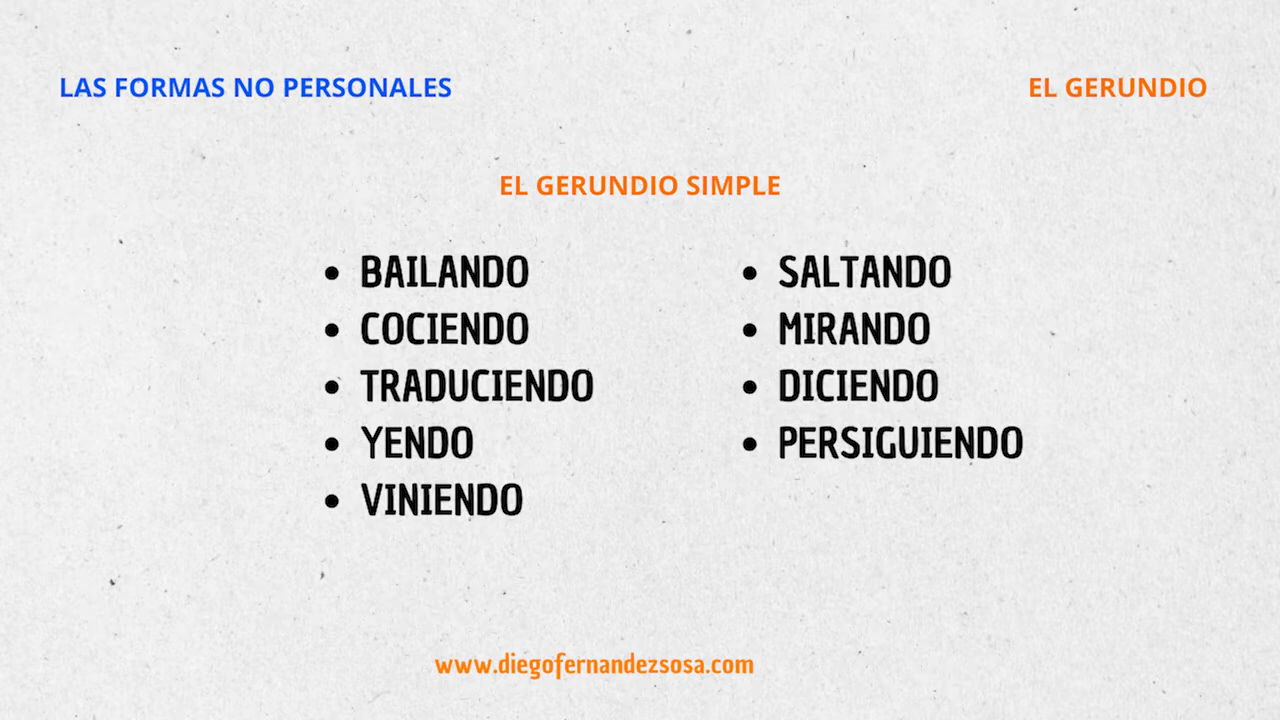 LAS FORMAS NO PERSONALES
EL GERUNDIO
EL GERUNDIO SIMPLE
• BAILANDO
• COCIENDO
• TRADUCIENDO
• YENDO
• VINIENDO
• SALTANDO
• MIRANDO
• DICIENDO
• PERSIGUIENDO
www.diegofernandezsosa.com